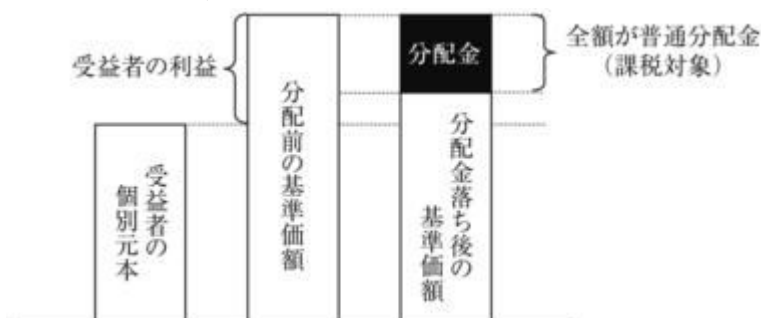 受益者の利益
分配金
全額が普通分配金
（課税対象）
受益者の
個別元本
分配前の基準価額
分配金落ち後の
基準価額